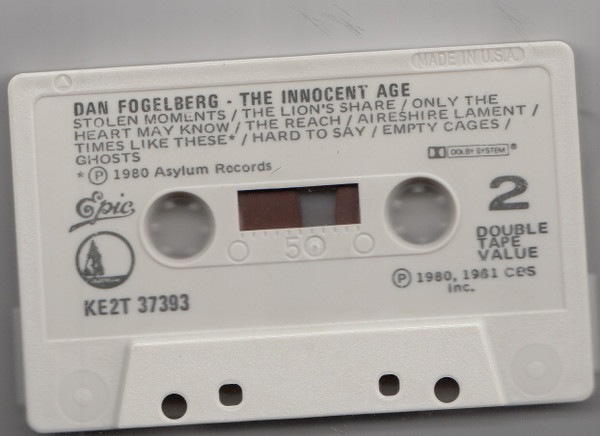 MADE IN U.S.A.
A
DAN FOGELBERG - THE INNOCENT AGE
STOLEN MOMENTS / THE LION'S SHARE / ONLY THE
HEART MAY KNOW / THE REACH / AIRESHIRE LAMENT /
TIMES LIKE THESE* / HARD TO SAY / EMPTY CAGES /
GHOSTS
DOLBY SYSTEM ®
* ℗ 1980 Asylum Records
Epic
2
DOUBLE
TAPE
VALUE
50
℗ 1980, 1981 CBS
Inc.
KE2T 37393